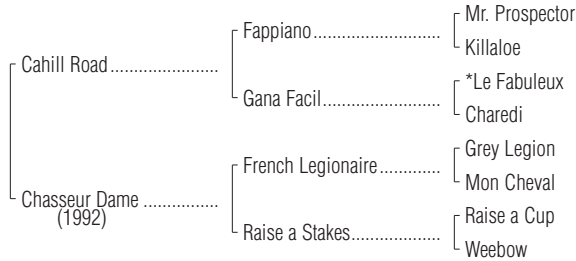 Mr. Prospector
Fappiano
Killaloe
Cahill Road
*Le Fabuleux
Gana Facil
Charedi
Grey Legion
French Legionaire
Mon Cheval
Chasseur Dame
(1992)
Raise a Cup
Raise a Stakes
Weebow